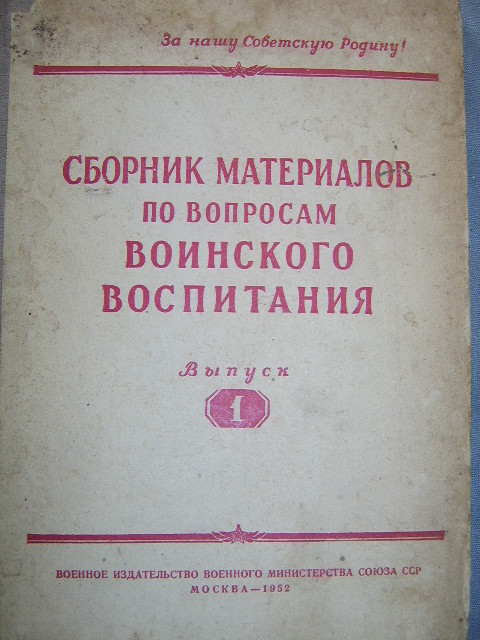 За нашу Советскую Родину!
СБОРНИК МАТЕРИАЛОВ
ПО ВОПРОСАМ
ВОИНСКОГО
ВОСПИТАНИЯ
Выпуск
1
ВОЕННОЕ ИЗДАТЕЛЬСТВО ВОЕННОГО МИНИСТЕРСТВА СОЮЗА ССР
МОСКВА — 1952